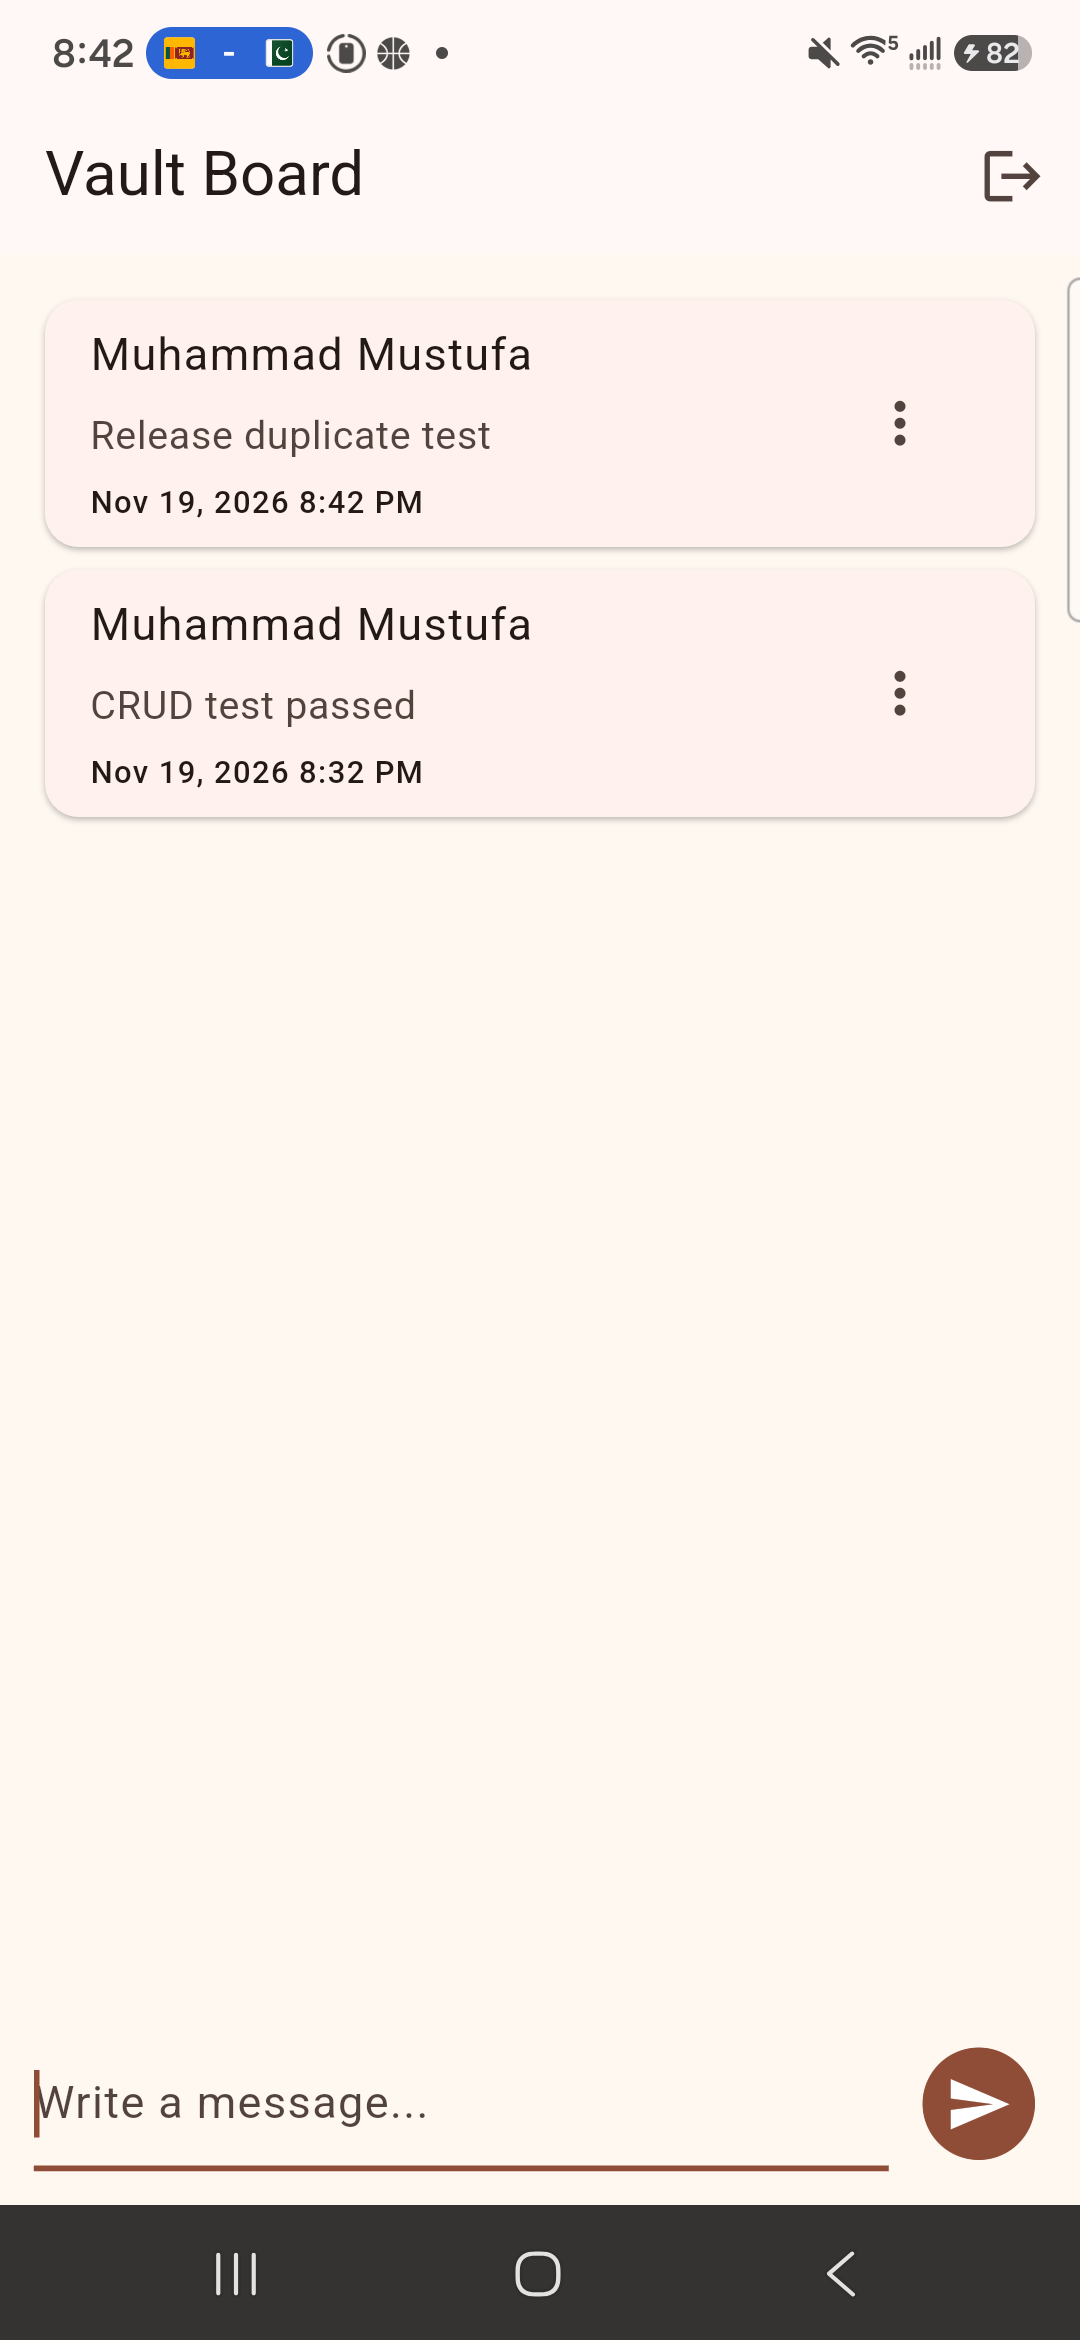 8:42 - 5 82
Vault Board
Muhammad Mustufa
Release duplicate test
Nov 19, 2026 8:42 PM
Muhammad Mustufa
CRUD test passed
Nov 19, 2026 8:32 PM
Write a message...